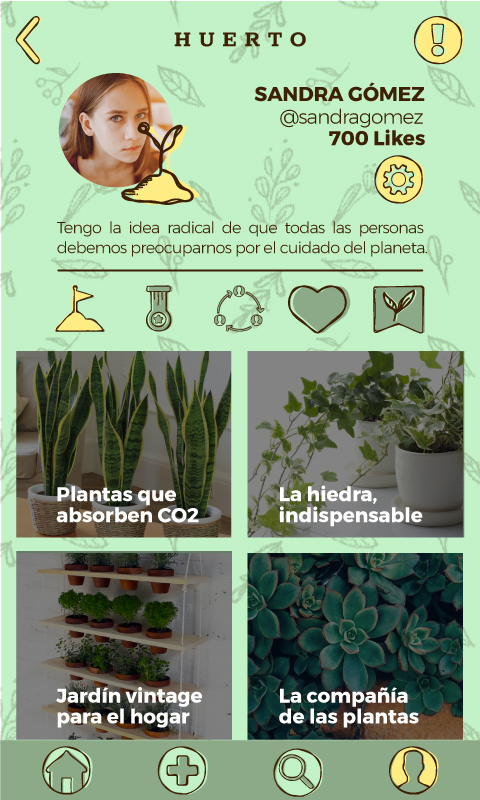 HUERTO
SANDRA GÓMEZ
@sandragomez
700 Likes
Tengo la idea radical de que todas las personas
debemos preocuparnos por el cuidado del planeta.
Plantas que
absorben CO2
La hiedra,
indispensable
Jardín vintage
para el hogar
La compañía
de las plantas